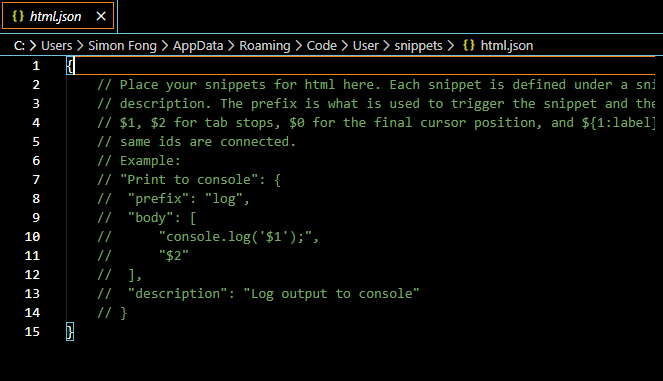 {} html.json ×
C: > Users > Simon Fong > AppData > Roaming > Code > User > snippets > {} html.json
1 {
2 // Place your snippets for html here. Each snippet is defined under a sni
3 // description. The prefix is what is used to trigger the snippet and the
4 // $1, $2 for tab stops, $0 for the final cursor position, and ${1:label}
5 // same ids are connected.
6 // Example:
7 // "Print to console": {
8 // "prefix": "log",
9 // "body": [
10 // "console.log('$1');",
11 // "$2"
12 // ],
13 // "description": "Log output to console"
14 // }
15 }